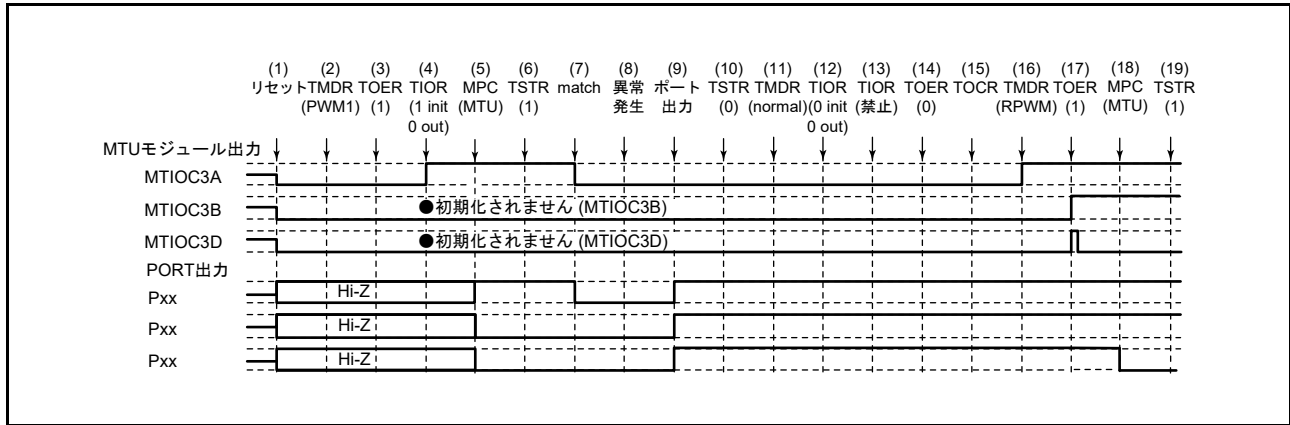 (1) (2) (3) (4) (5) (6) (7) (8) (9) (10) (11) (12) (13) (14) (15) (16) (17) (18) (19)
リセット TMDR TOER TIOR MPC TSTR match 異常 ポート TSTR TMDR TIOR TIOR TOER TOCR TMDR TOER MPC TSTR
(PWM1) (1) (1 init (MTU) (1) 発生 出力 (0) (normal) (0 init (禁止) (0) (RPWM) (1) (MTU) (1)
0 out) 0 out)
MTUモジュール出力
MTIOC3A
MTIOC3B ●初期化されません (MTIOC3B)
MTIOC3D ●初期化されません (MTIOC3D)
PORT出力
Pxx Hi-Z
Pxx Hi-Z
Pxx Hi-Z